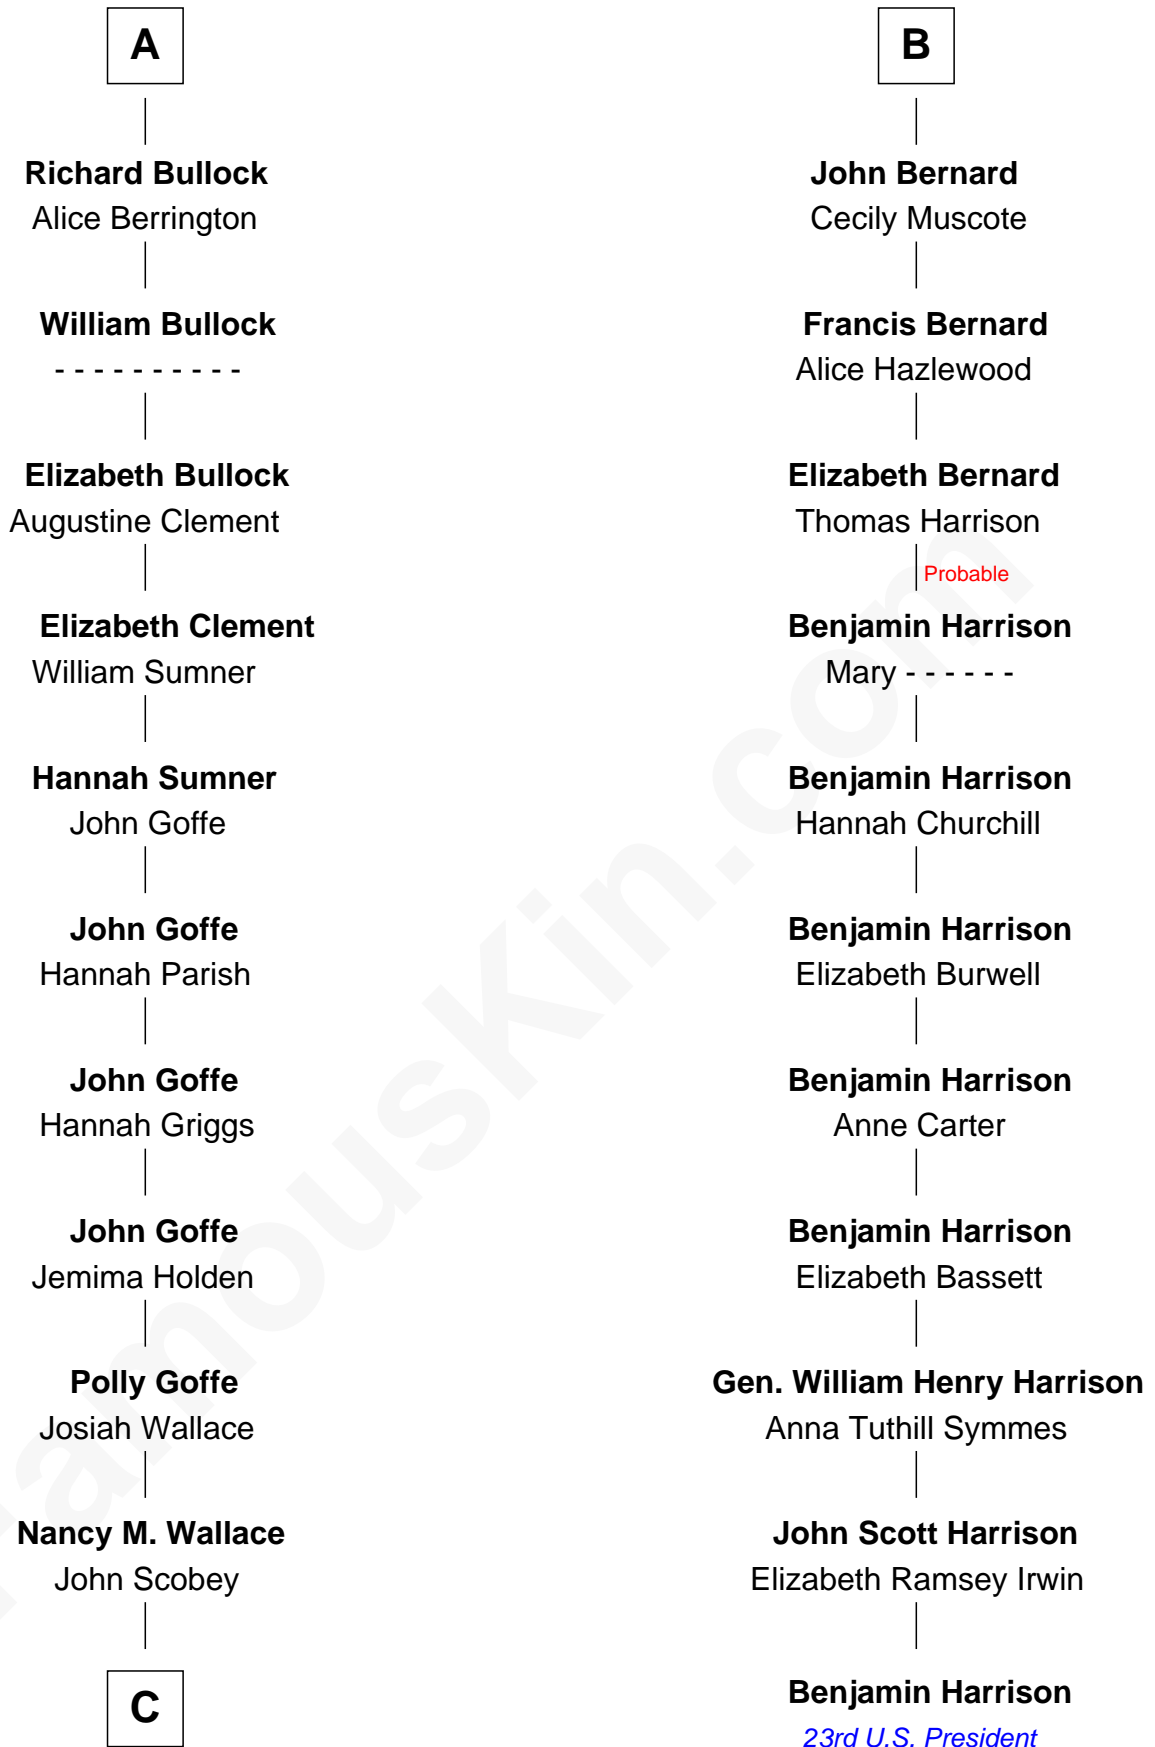 A
Richard Bullock
Alice Berrington
William Bullock
- - - - - - - - - -
Elizabeth Bullock
Augustine Clement
Elizabeth Clement
William Sumner
Hannah Sumner
John Goffe
John Goffe
Hannah Parish
John Goffe
Hannah Griggs
John Goffe
Jemima Holden
Polly Goffe
Josiah Wallace
Nancy M. Wallace
John Scobey
C
B
John Bernard
Cecily Muscote
Francis Bernard
Alice Hazlewood
Elizabeth Bernard
Thomas Harrison
Probable
Benjamin Harrison
Mary - - - - - -
Benjamin Harrison
Hannah Churchill
Benjamin Harrison
Elizabeth Burwell
Benjamin Harrison
Anne Carter
Benjamin Harrison
Elizabeth Bassett
Gen. William Henry Harrison
Anna Tuthill Symmes
John Scott Harrison
Elizabeth Ramsey Irwin
Benjamin Harrison
23rd U.S. President
FamousKin.com